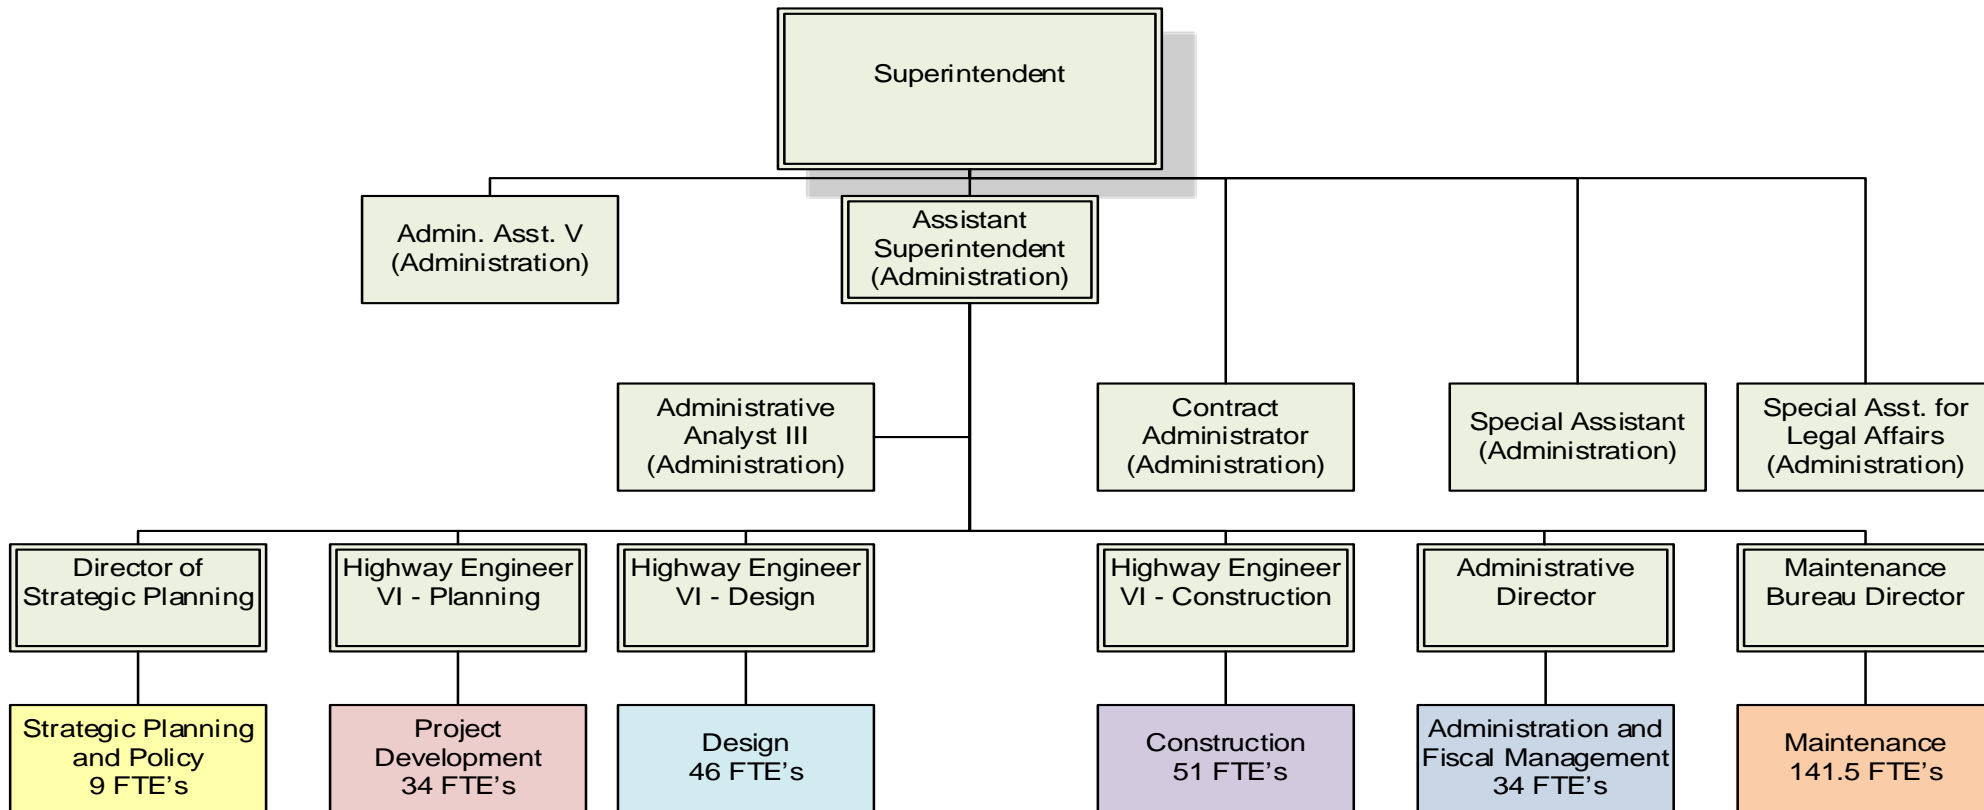 Superintendent
Admin. Asst. V
(Administration)
Assistant
Superintendent
(Administration)
Administrative
Analyst III
(Administration)
Contract
Administrator
(Administration)
Special Assistant
(Administration)
Special Asst. for
Legal Affairs
(Administration)
Director of
Strategic Planning
Highway Engineer
VI - Planning
Highway Engineer
VI - Design
Highway Engineer
VI - Construction
Administrative
Director
Maintenance
Bureau Director
Strategic Planning
and Policy
9 FTE’s
Project
Development
34 FTE’s
Design
46 FTE’s
Construction
51 FTE’s
Administration and
Fiscal Management
34 FTE’s
Maintenance
141.5 FTE’s